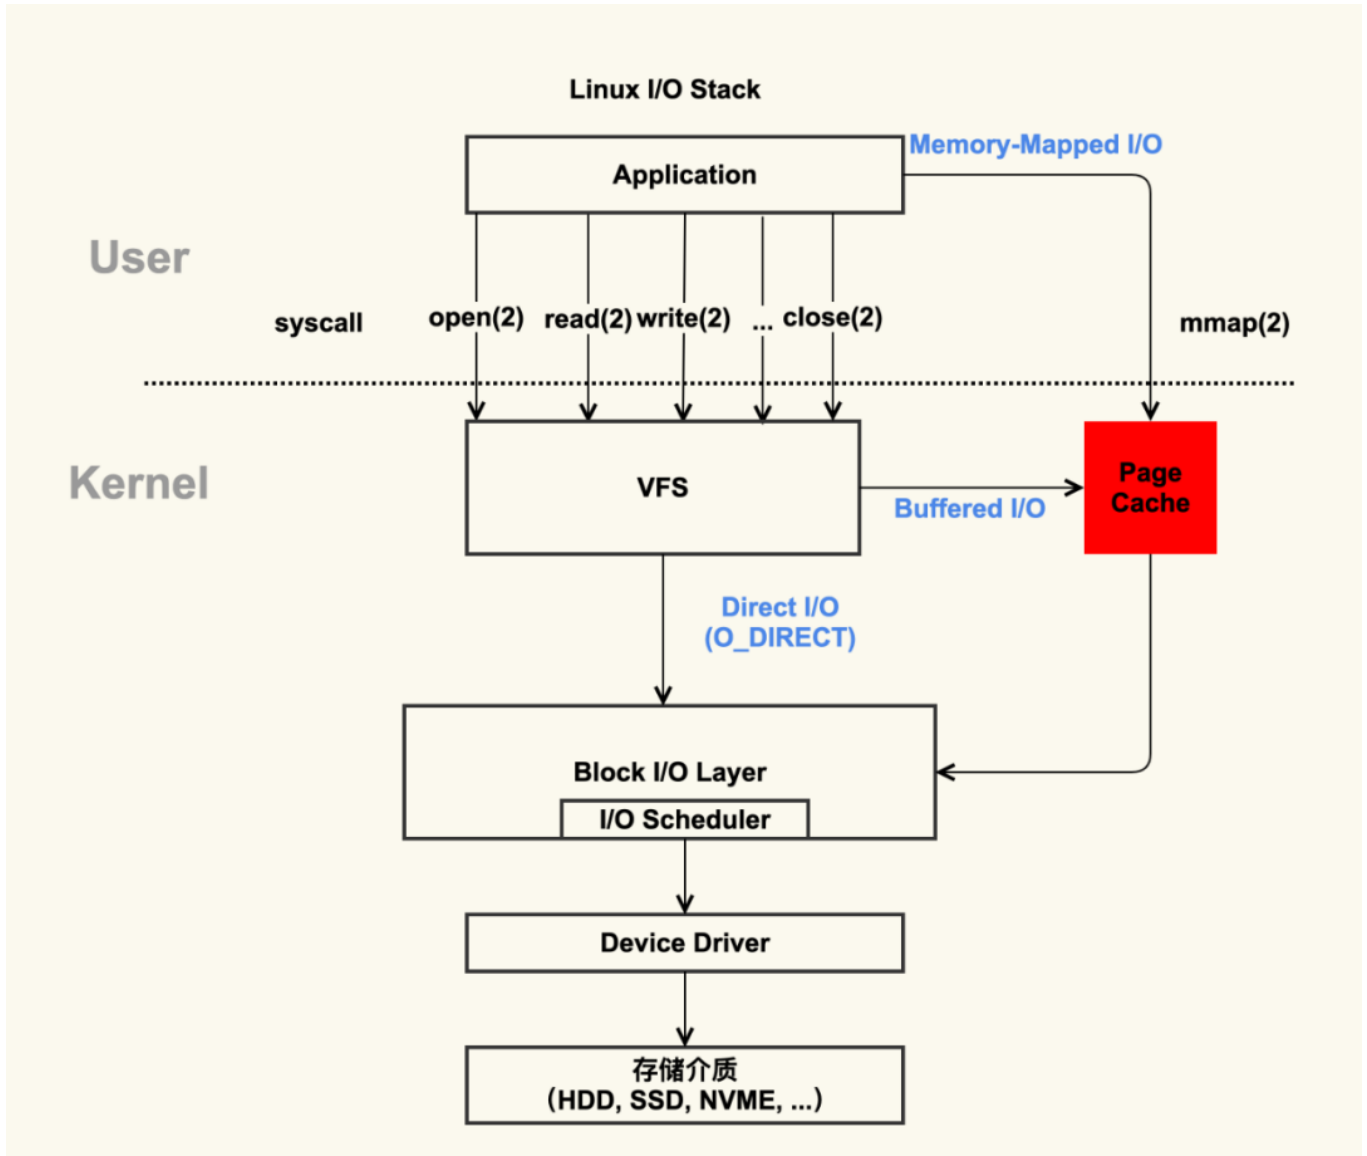 Linux I/O Stack
Memory-Mapped I/O
Application
User
syscall
open(2)
read(2)
write(2)
...
close(2)
mmap(2)
Kernel
VFS
Page
Cache
Buffered I/O
Direct I/O
(O_DIRECT)
Block I/O Layer
I/O Scheduler
Device Driver
存储介质
（HDD, SSD, NVME, ...）